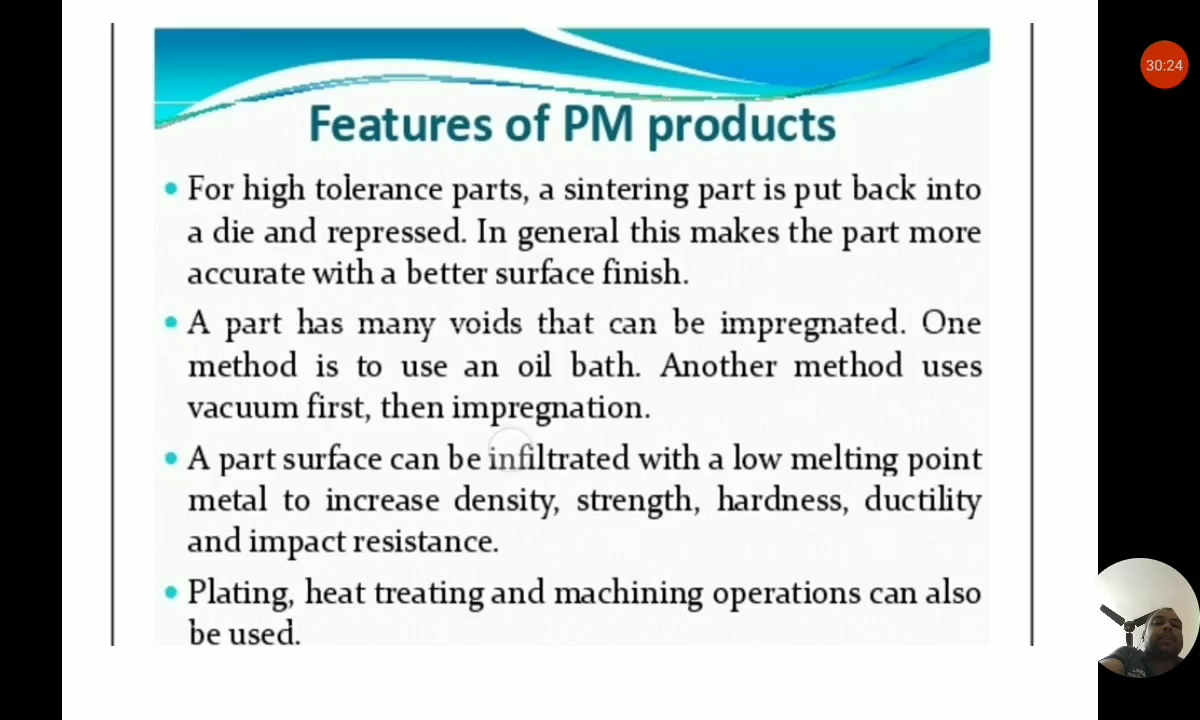 30:24
Features of PM products
• For high tolerance parts, a sintering part is put back into
a die and repressed. In general this makes the part more
accurate with a better surface finish.
• A part has many voids that can be impregnated. One
method is to use an oil bath. Another method uses
vacuum first, then impregnation.
• A part surface can be infiltrated with a low melting point
metal to increase density, strength, hardness, ductility
and impact resistance.
• Plating, heat treating and machining operations can also
be used.